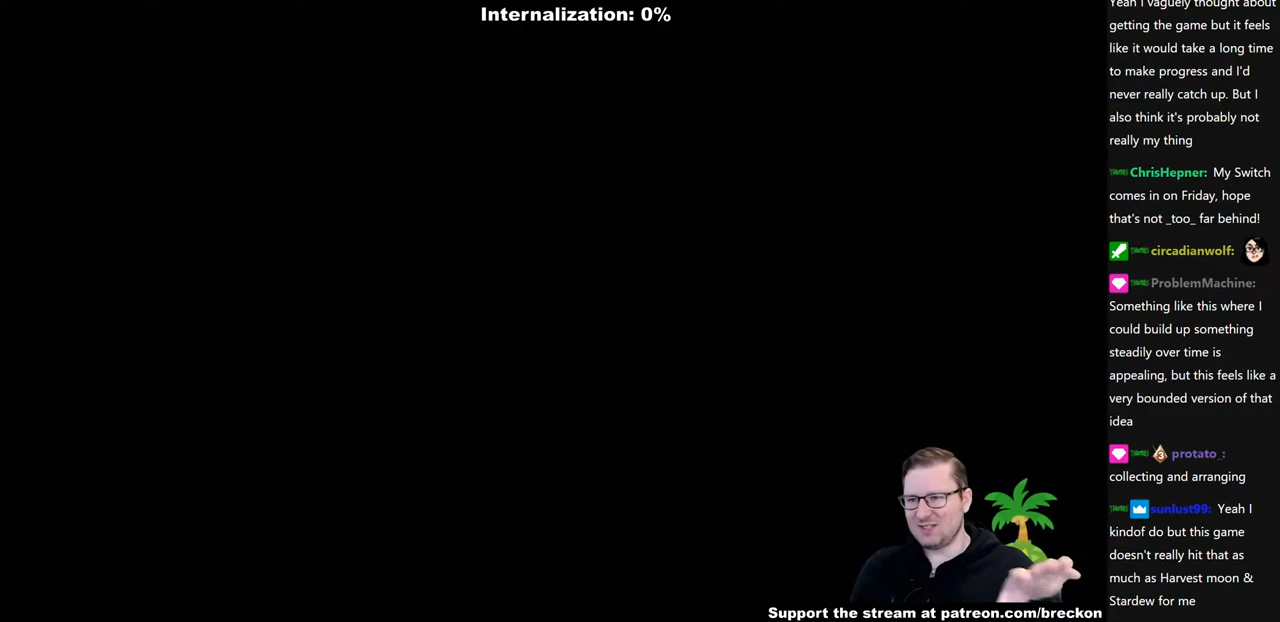 Internalization: 0%
Yeah I vaguely thought about
getting the game but it feels
like it would take a long time
to make progress and I'd
never really catch up. But I
also think it's probably not
really my thing
ChrisHepner: My Switch
comes in on Friday, hope
that's not _too_ far behind!
circadianwolf:
ProblemMachine:
Something like this where I
could build up something
steadily over time is
appealing, but this feels like a
very bounded version of that
idea
protato_:
collecting and arranging
sunlust99: Yeah I
kindof do but this game
doesn't really hit that as
much as Harvest moon &
Stardew for me
Support the stream at patreon.com/breckon